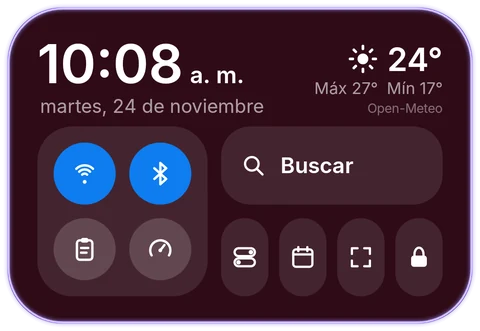 10:08 a. m.
martes, 24 de noviembre
24°
Máx 27° Mín 17°
Open-Meteo
Buscar